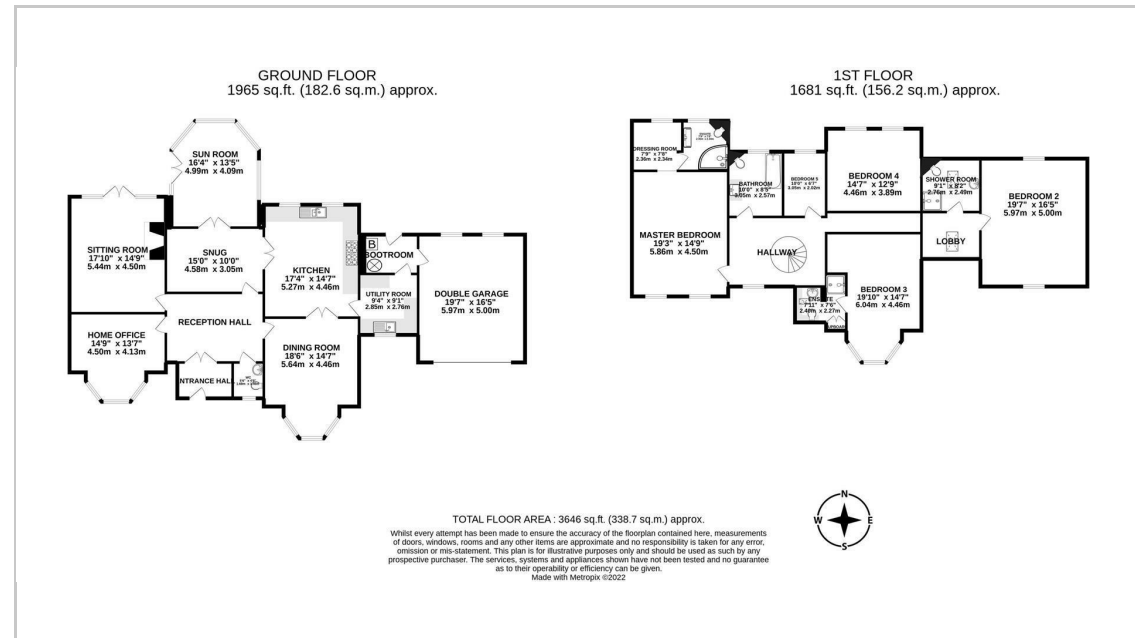 GROUND FLOOR
1965 sq.ft. (182.6 sq.m.) approx.
SUN ROOM
16'4" x 13'5"
4.99m x 4.09m
SITTING ROOM
17'10" x 14'9"
5.44m x 4.50m
SNUG
15'0" x 10'0"
4.58m x 3.05m
KITCHEN
17'4" x 14'7"
5.27m x 4.46m
B
BOOTROOM
UTILITY ROOM
9'4" x 9'1"
2.85m x 2.76m
DOUBLE GARAGE
19'7" x 16'5"
5.97m x 5.00m
RECEPTION HALL
HOME OFFICE
14'9" x 13'7"
4.50m x 4.13m
DINING ROOM
18'6" x 14'7"
5.64m x 4.46m
ENTRANCE HALL
WC
1ST FLOOR
1681 sq.ft. (156.2 sq.m.) approx.
DRESSING ROOM
7'9" x 7'8"
2.36m x 2.34m
BATHROOM
10'0" x 8'5"
3.05m x 2.57m
BEDROOM 5
10'0" x 6'7"
3.05m x 2.02m
BEDROOM 4
14'7" x 12'9"
4.46m x 3.89m
SHOWER ROOM
9'1" x 8'2"
2.76m x 2.49m
BEDROOM 2
19'7" x 16'5"
5.97m x 5.00m
MASTER BEDROOM
19'3" x 14'9"
5.86m x 4.50m
HALLWAY
LOBBY
BEDROOM 3
19'10" x 14'7"
6.04m x 4.46m
ENSUITE
7'11" x 7'6"
x 2.27m
TOTAL FLOOR AREA : 3646 sq.ft. (338.7 sq.m.) approx.
Whilst every attempt has been made to ensure the accuracy of the floorplan contained here, measurements
of doors, windows, rooms and any other items are approximate and no responsibility is taken for any error,
omission or mis-statement. This plan is for illustrative purposes only and should be used as such by any
prospective purchaser. The services, systems and appliances shown have not been tested and no guarantee
as to their operability or efficiency can be given.
Made with Metropix ©2022
N
W E
S